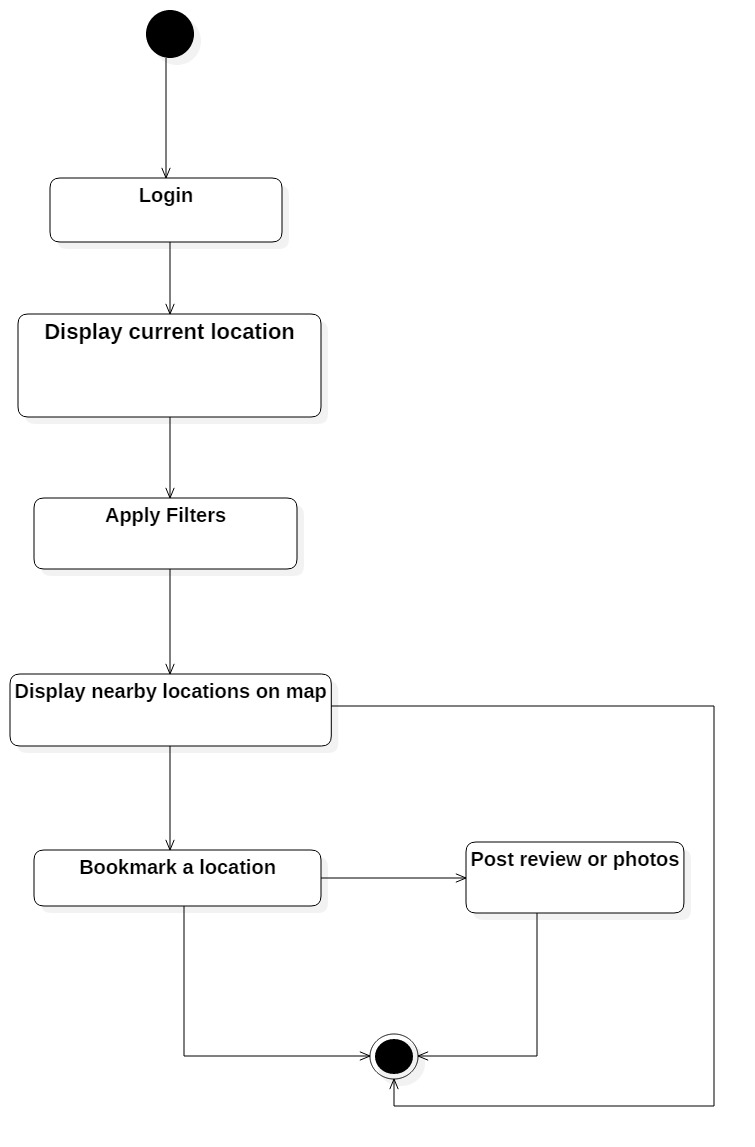 Login
Display current location
Apply Filters
Display nearby locations on map
Bookmark a location
Post review or photos